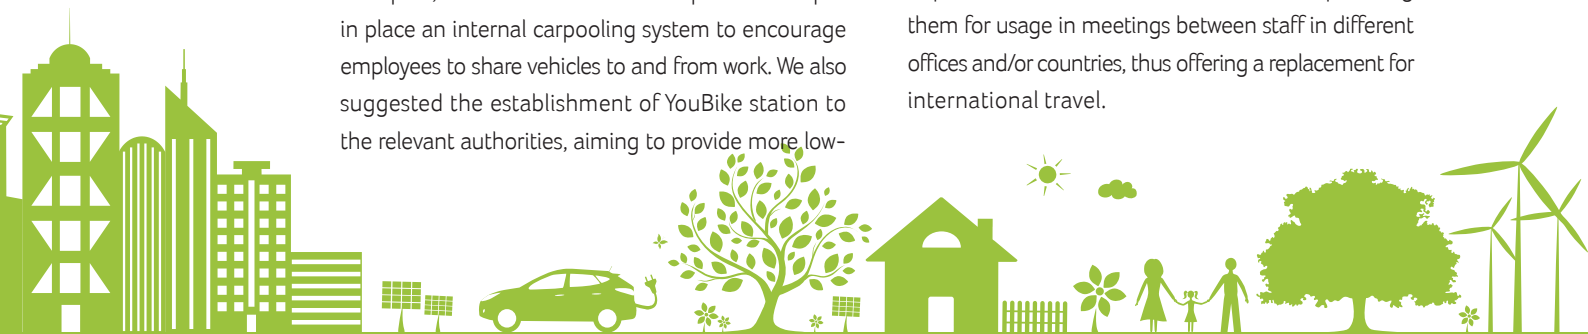 in place an internal carpooling system to encourage
employees to share vehicles to and from work. We also
suggested the establishment of YouBike station to
the relevant authorities, aiming to provide more low-
them for usage in meetings between staff in different
offices and/or countries, thus offering a replacement for
international travel.